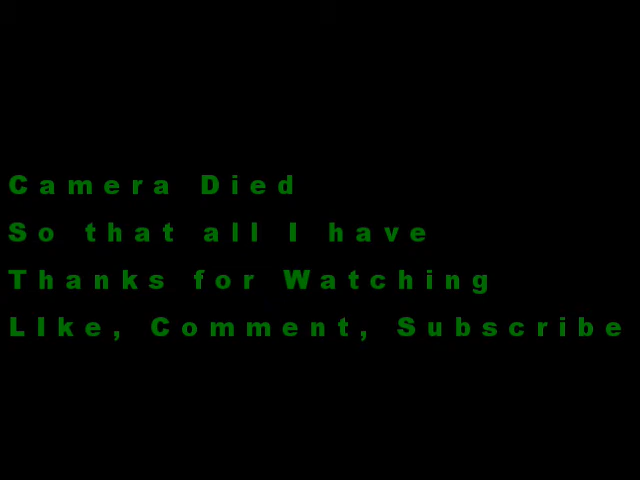 Camera Died
So that all I have
Thanks for Watching
LIke, Comment, Subscribe